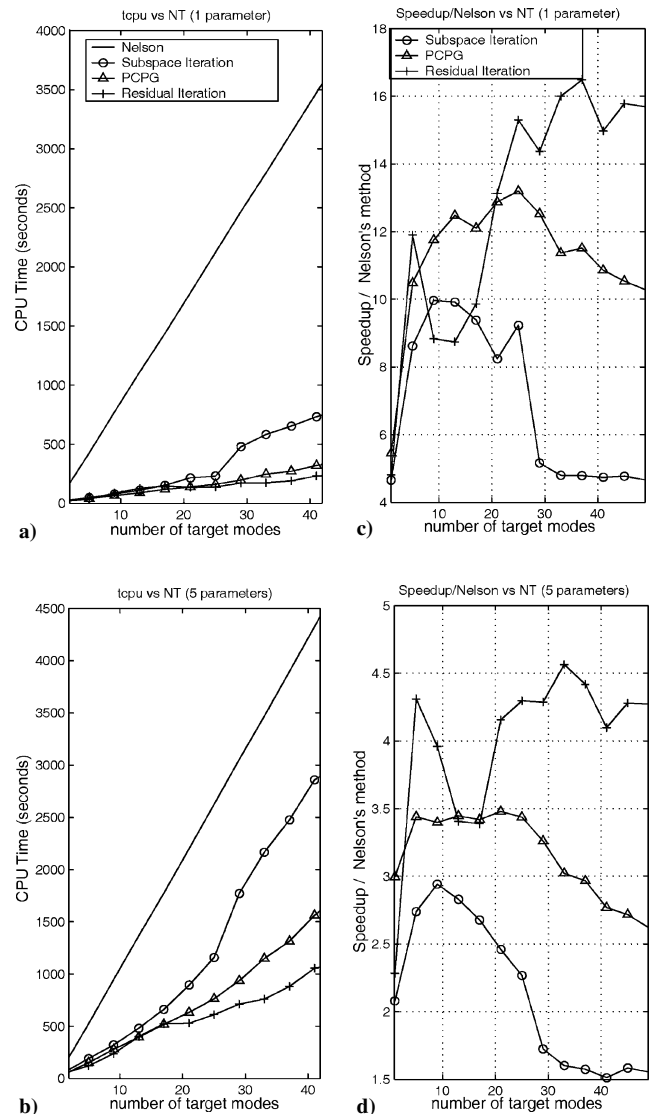 tcpu vs NT (1 parameter)
4000
3500
3000
2500
2000
1500
1000
500
0
CPU Time (seconds)
Nelson
Subspace Iteration
PCPG
Residual Iteration
10
20
30
40
number of target modes
a)
Speedup/Nelson vs NT (1 parameter)
18
16
14
12
10
8
6
4
Speedup / Nelson's method
Subspace Iteration
PCPG
Residual Iteration
10
20
30
40
number of target modes
c)
tcpu vs NT (5 parameters)
4500
4000
3500
3000
2500
2000
1500
1000
500
0
CPU Time (seconds)
10
20
30
40
number of target modes
b)
Speedup/Nelson vs NT (5 parameters)
5
4.5
4
3.5
3
2.5
2
1.5
Speedup / Nelson's method
10
20
30
40
number of target modes
d)